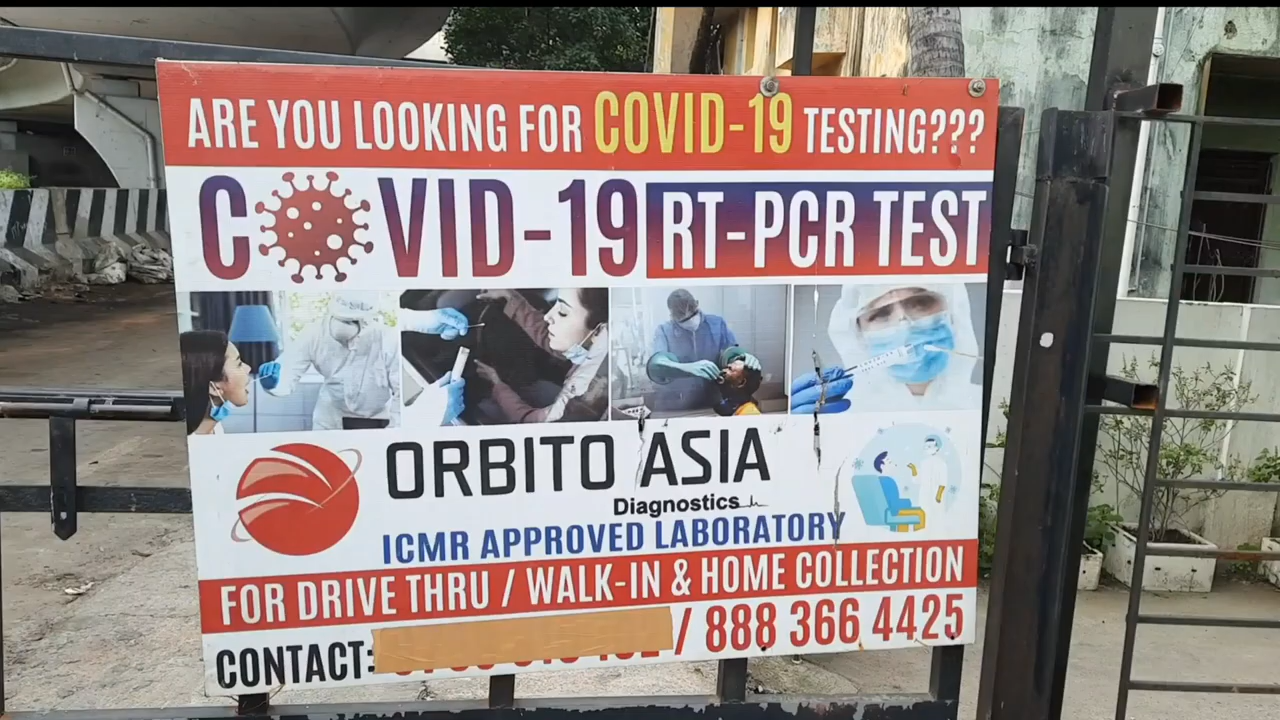 ARE YOU LOOKING FOR COVID-19 TESTING???
COVID-19 RT-PCR TEST
ORBITO ASIA
Diagnostics
ICMR APPROVED LABORATORY
FOR DRIVE THRU / WALK-IN & HOME COLLECTION
CONTACT: / 888 366 4425